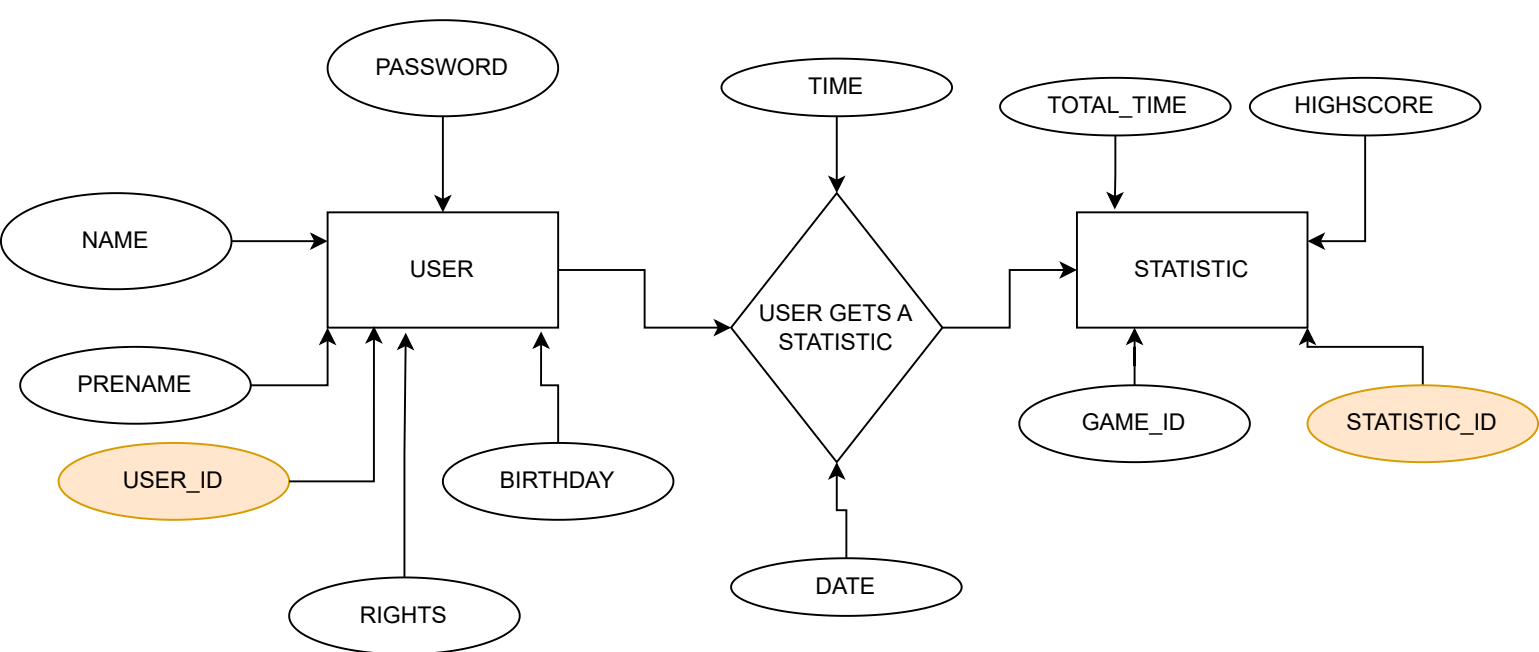 PASSWORD
TIME
TOTAL_TIME
HIGHSCORE
NAME
USER
STATISTIC
USER GETS A
STATISTIC
PRENAME
GAME_ID
STATISTIC_ID
USER_ID
BIRTHDAY
DATE
RIGHTS